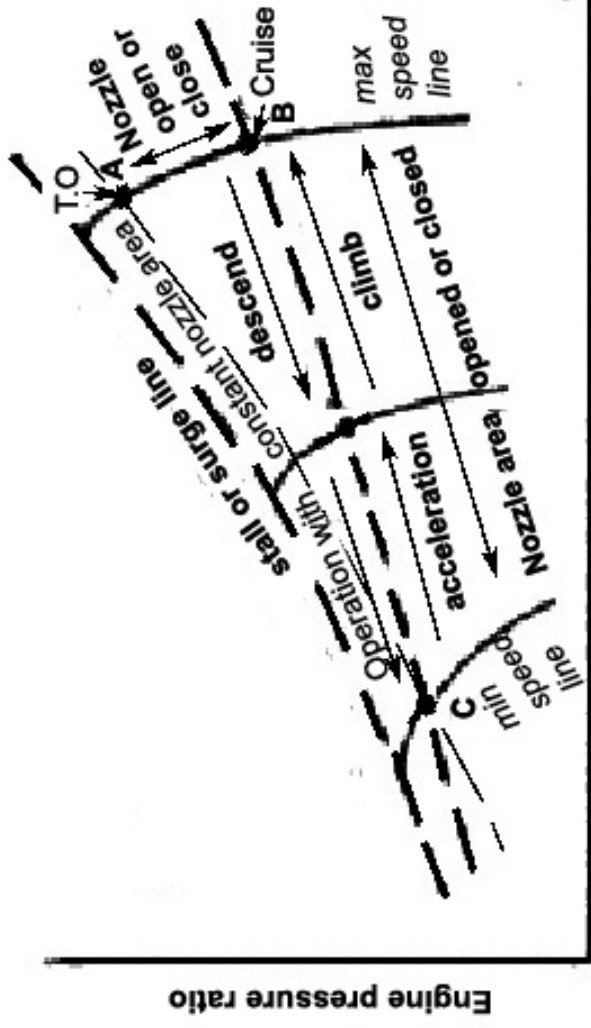 T.O
A
Nozzle
open or
close
Cruise
B
max
speed
line
stall or surge line
Operation with constant nozzle area
descend
climb
acceleration
Nozzle area opened or closed
C
min
speed
line
Engine pressure ratio